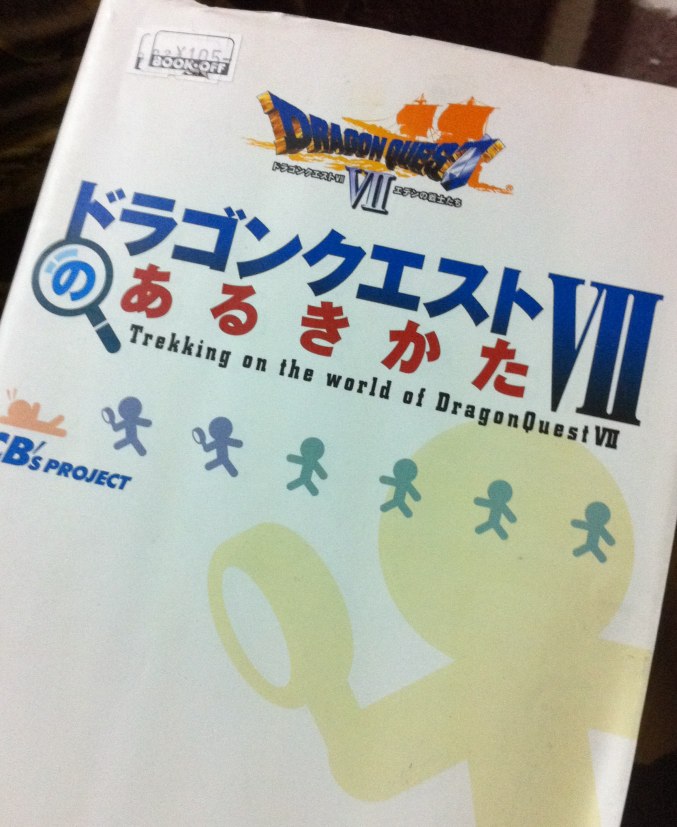 BOOK·OFF
DRAGON QUEST
ドラゴンクエストVII
VII
エデンの戦士たち
ドラゴンクエストVII
のあるきかた
Trekking on the world of DragonQuest VII
CB's PROJECT